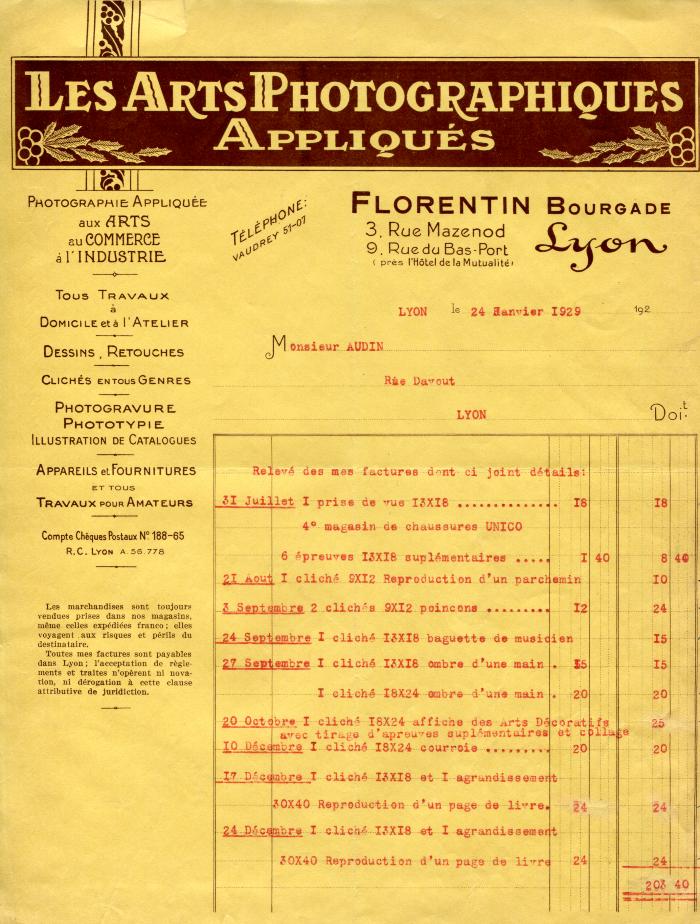 LES ARTS PHOTOGRAPHIQUES
APPLIQUÉS
PHOTOGRAPHIE APPLIQUÉE
aux ARTS
au COMMERCE
à l'INDUSTRIE
TOUS TRAVAUX
à
DOMICILE et à l'ATELIER
DESSINS, RETOUCHES
CLICHÉS EN TOUS GENRES
PHOTOGRAVURE
PHOTOTYPIE
ILLUSTRATION DE CATALOGUES
APPAREILS et FOURNITURES
ET TOUS
TRAVAUX POUR AMATEURS
Compte Chèques Postaux N° 188-65
R.C. LYON A. 56.778
Les marchandises sont toujours
vendues prises dans nos magasins,
même celles expédiées franco; elles
voyagent aux risques et périls du
destinataire.
Toutes mes factures sont payables
dans Lyon; l'acceptation de règle-
ments et traites n'opèrent ni nova-
tion, ni dérogation à cette clause
attributive de juridiction.
TÉLÉPHONE:
VAUDREY 51-07
FLORENTIN BOURGADE
3, Rue Mazenod
9, Rue du Bas-Port
Lyon
(près l'Hôtel de la Mutualité)
LYON le 24 Janvier I929 192
Monsieur AUDIN
Rue Davout
LYON Doit:
Relevé des mes factures dont ci joint détails:
3I Juillet I prise de vue I3XI8 .............. I8 I8
4° magasin de chaussures UNICO
6 épreuves I3XI8 suplémentaires ..... I 40 8 40
2I Aout I cliché 9XI2 Reproduction d'un parchemin I0
3 Septembre 2 clichés 9XI2 poincons ......... I2 24
24 Septembre I cliché I3XI8 baguette de musicien I5
27 Septembre I cliché I3XI8 ombre d'une main . I5 I5
I cliché I8X24 ombre d'une main . 20 20
20 Octobre I cliché I8X24 affiche des Arts Décoratifs 25
avec tirage d'apreuves suplémentaires et collage
I0 Décembre I cliché I8X24 courroie ......... 20 20
I7 Décembre I cliché I3XI8 et I agrandissement
30X40 Reproduction d'un page de livre. 24 24
24 Décembre I cliché I3XI8 et I agrandissement
30X40 Reproduction d'un page de livre 24 24
203 40